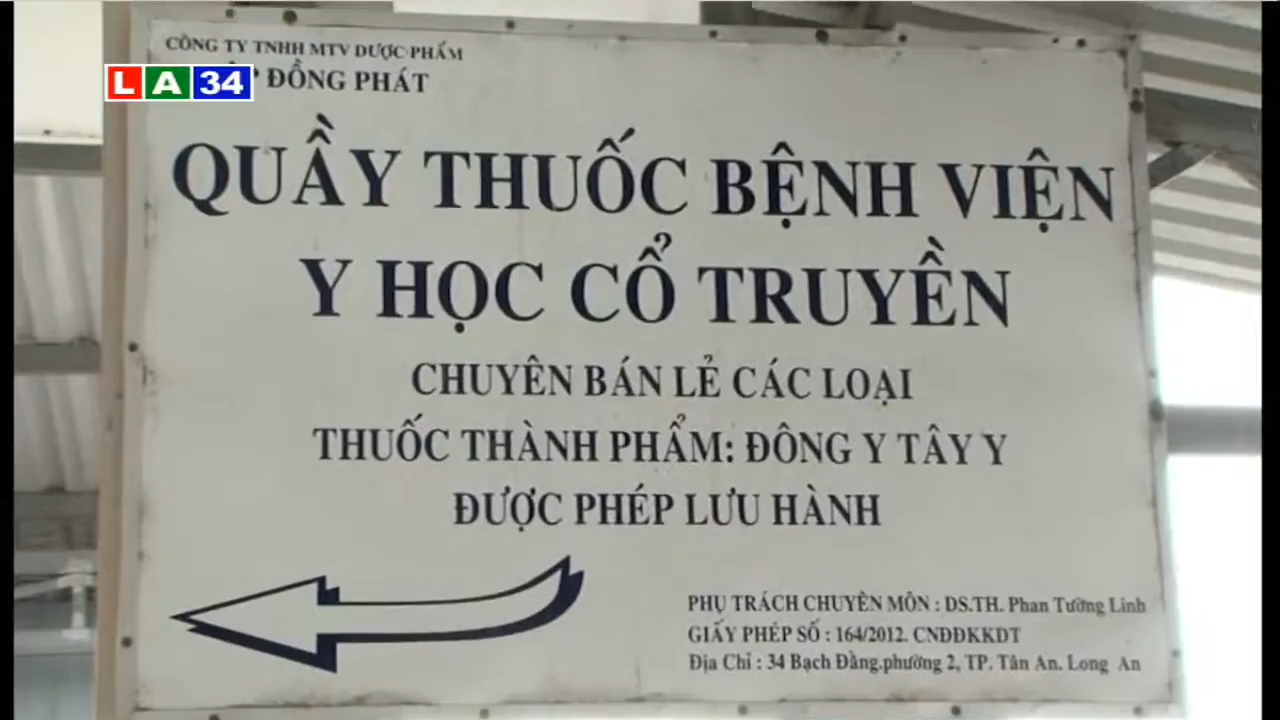 CÔNG TY TNHH MTV DƯỢC PHẨM
ĐỒNG PHÁT
LA34
QUẦY THUỐC BỆNH VIỆN
Y HỌC CỔ TRUYỀN
CHUYÊN BÁN LẺ CÁC LOẠI
THUỐC THÀNH PHẨM: ĐÔNG Y TÂY Y
ĐƯỢC PHÉP LƯU HÀNH
PHỤ TRÁCH CHUYÊN MÔN : DS.TH. Phan Tường Linh
GIẤY PHÉP SỐ : 164/2012. CNĐĐKKDT
Địa Chỉ : 34 Bạch Đằng.phường 2, TP. Tân An. Long An